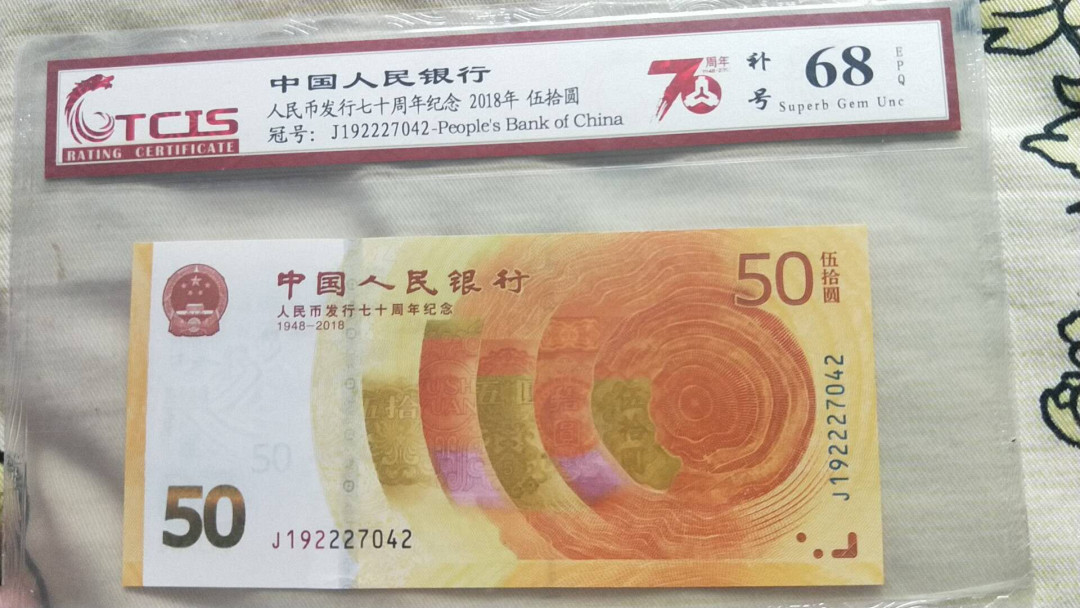 TCIS
RATING CERTIFICATE
中国人民银行
人民币发行七十周年纪念 2018年 伍拾圆
冠号：J192227042-People's Bank of China
70周年
补号
68
Superb Gem Unc
EPQ
中国人民银行
人民币发行七十周年纪念
1948-2018
50
伍拾圆
五拾
50
50
J192227042
J192227042